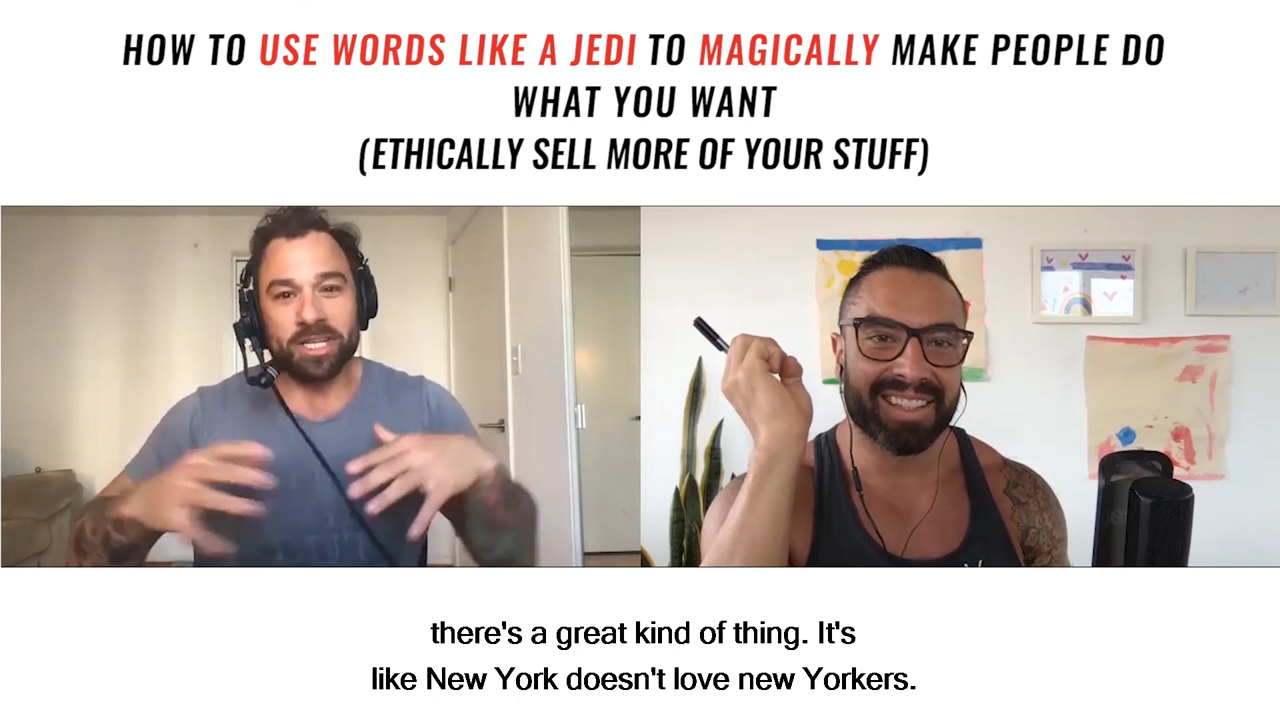 HOW TO USE WORDS LIKE A JEDI TO MAGICALLY MAKE PEOPLE DO
WHAT YOU WANT
(ETHICALLY SELL MORE OF YOUR STUFF)
there's a great kind of thing. It's
like New York doesn't love new Yorkers.